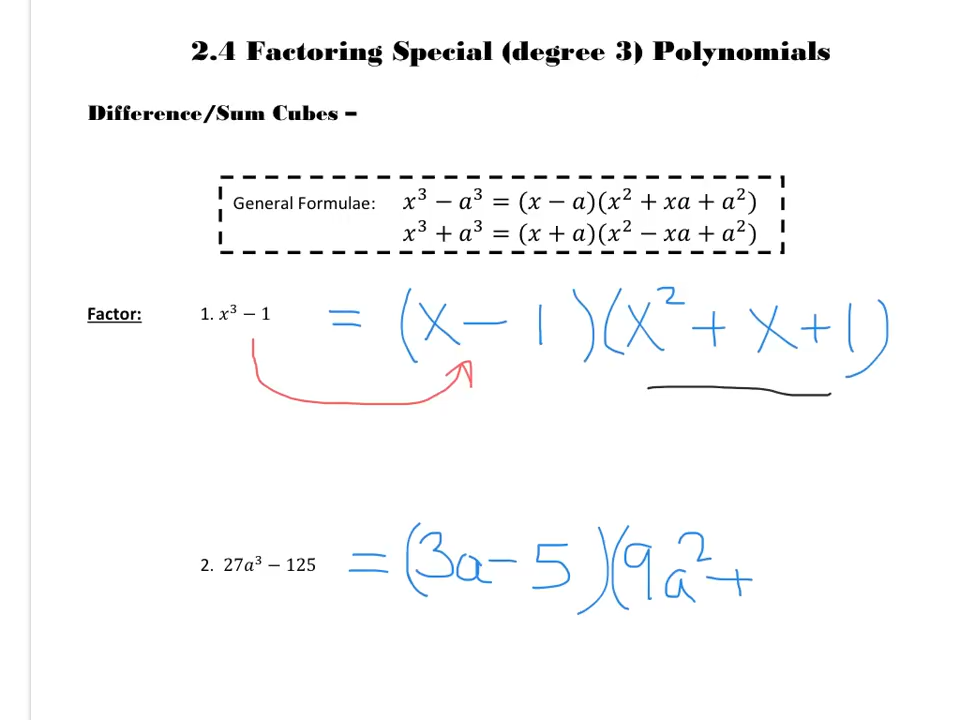 2.4 Factoring Special (degree 3) Polynomials
Difference/Sum Cubes –
General Formulae: x³ − a³ = (x − a)(x² + xa + a²)
x³ + a³ = (x + a)(x² − xa + a²)
Factor: 1. x³ − 1 = (x − 1)(x² + x + 1)
2. 27a³ − 125 = (3a − 5)(9a² +